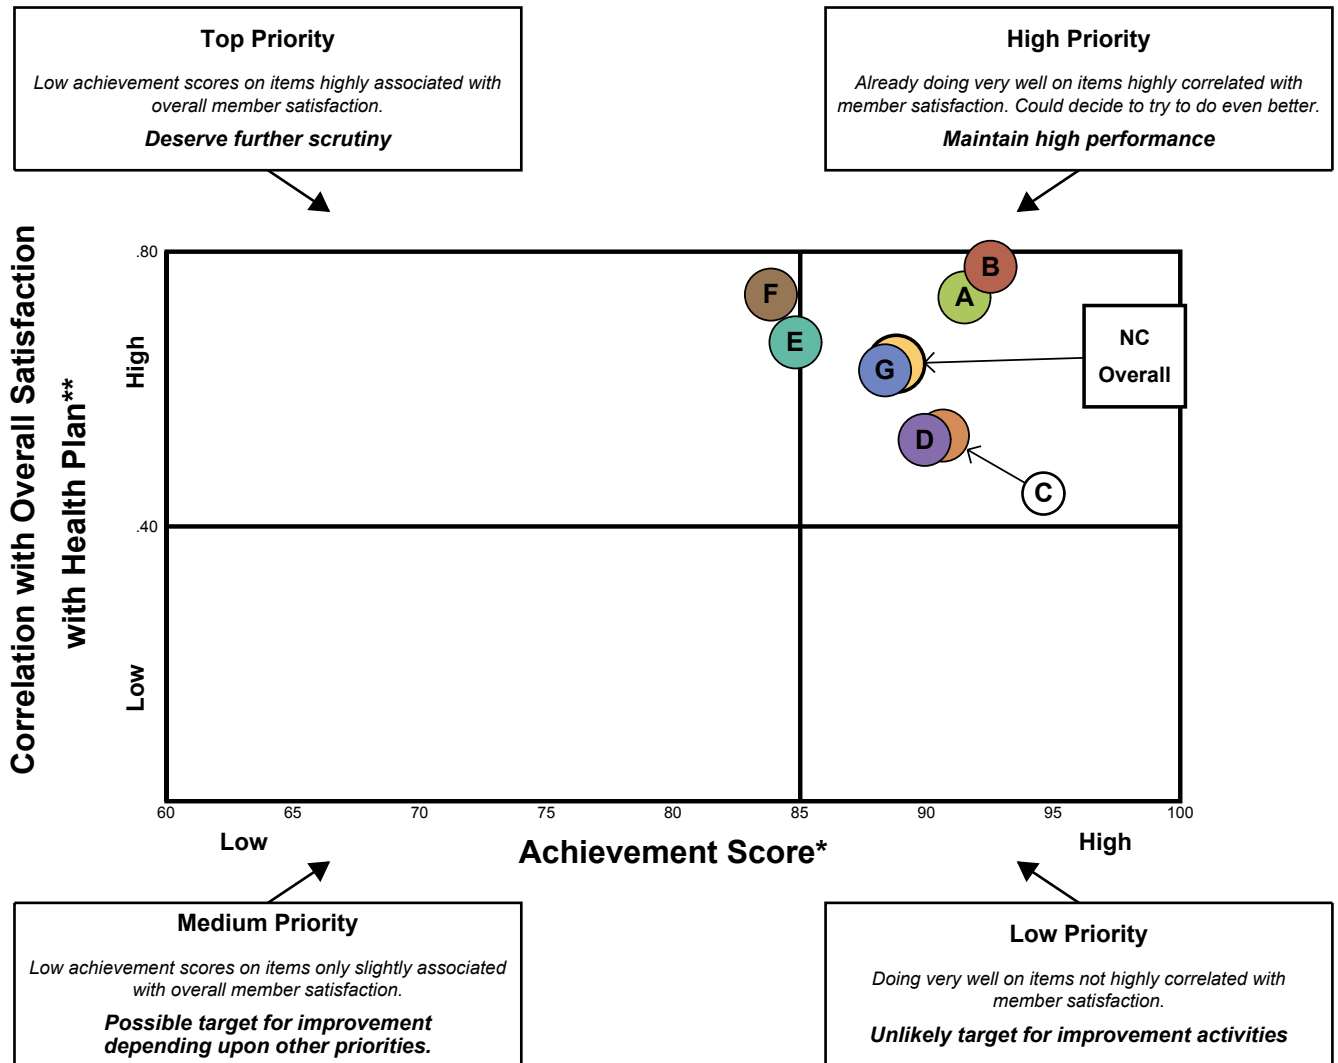 Top Priority
Low achievement scores on items highly associated with
overall member satisfaction.
Deserve further scrutiny
High Priority
Already doing very well on items highly correlated with
member satisfaction. Could decide to try to do even better.
Maintain high performance
Correlation with Overall Satisfaction
with Health Plan**
High
Low
.80
.40
B
F
A
E
NC
Overall
G
D
C
60
65
70
75
80
85
90
95
100
Low
Achievement Score*
High
Medium Priority
Low achievement scores on items only slightly associated
with overall member satisfaction.
Possible target for improvement
depending upon other priorities.
Low Priority
Doing very well on items not highly correlated with
member satisfaction.
Unlikely target for improvement activities